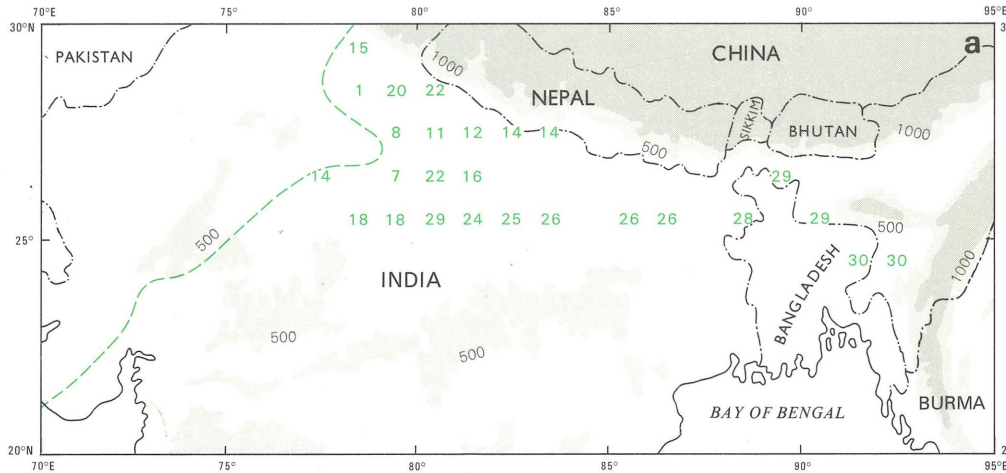 70°E 75° 80° 85° 90° 95°E
30°N
a
PAKISTAN
CHINA
15
1000
1 20 22
NEPAL
SIKKIM
BHUTAN
1000
8 11 12 14 14
500
14 7 22 16 29
18 18 29 24 25 26 26 26 28 29
500
500
25°
30 30
1000
INDIA
BANGLADESH
500
500
BAY OF BENGAL
BURMA
20°N
70°E 75° 80° 85° 90° 95°E